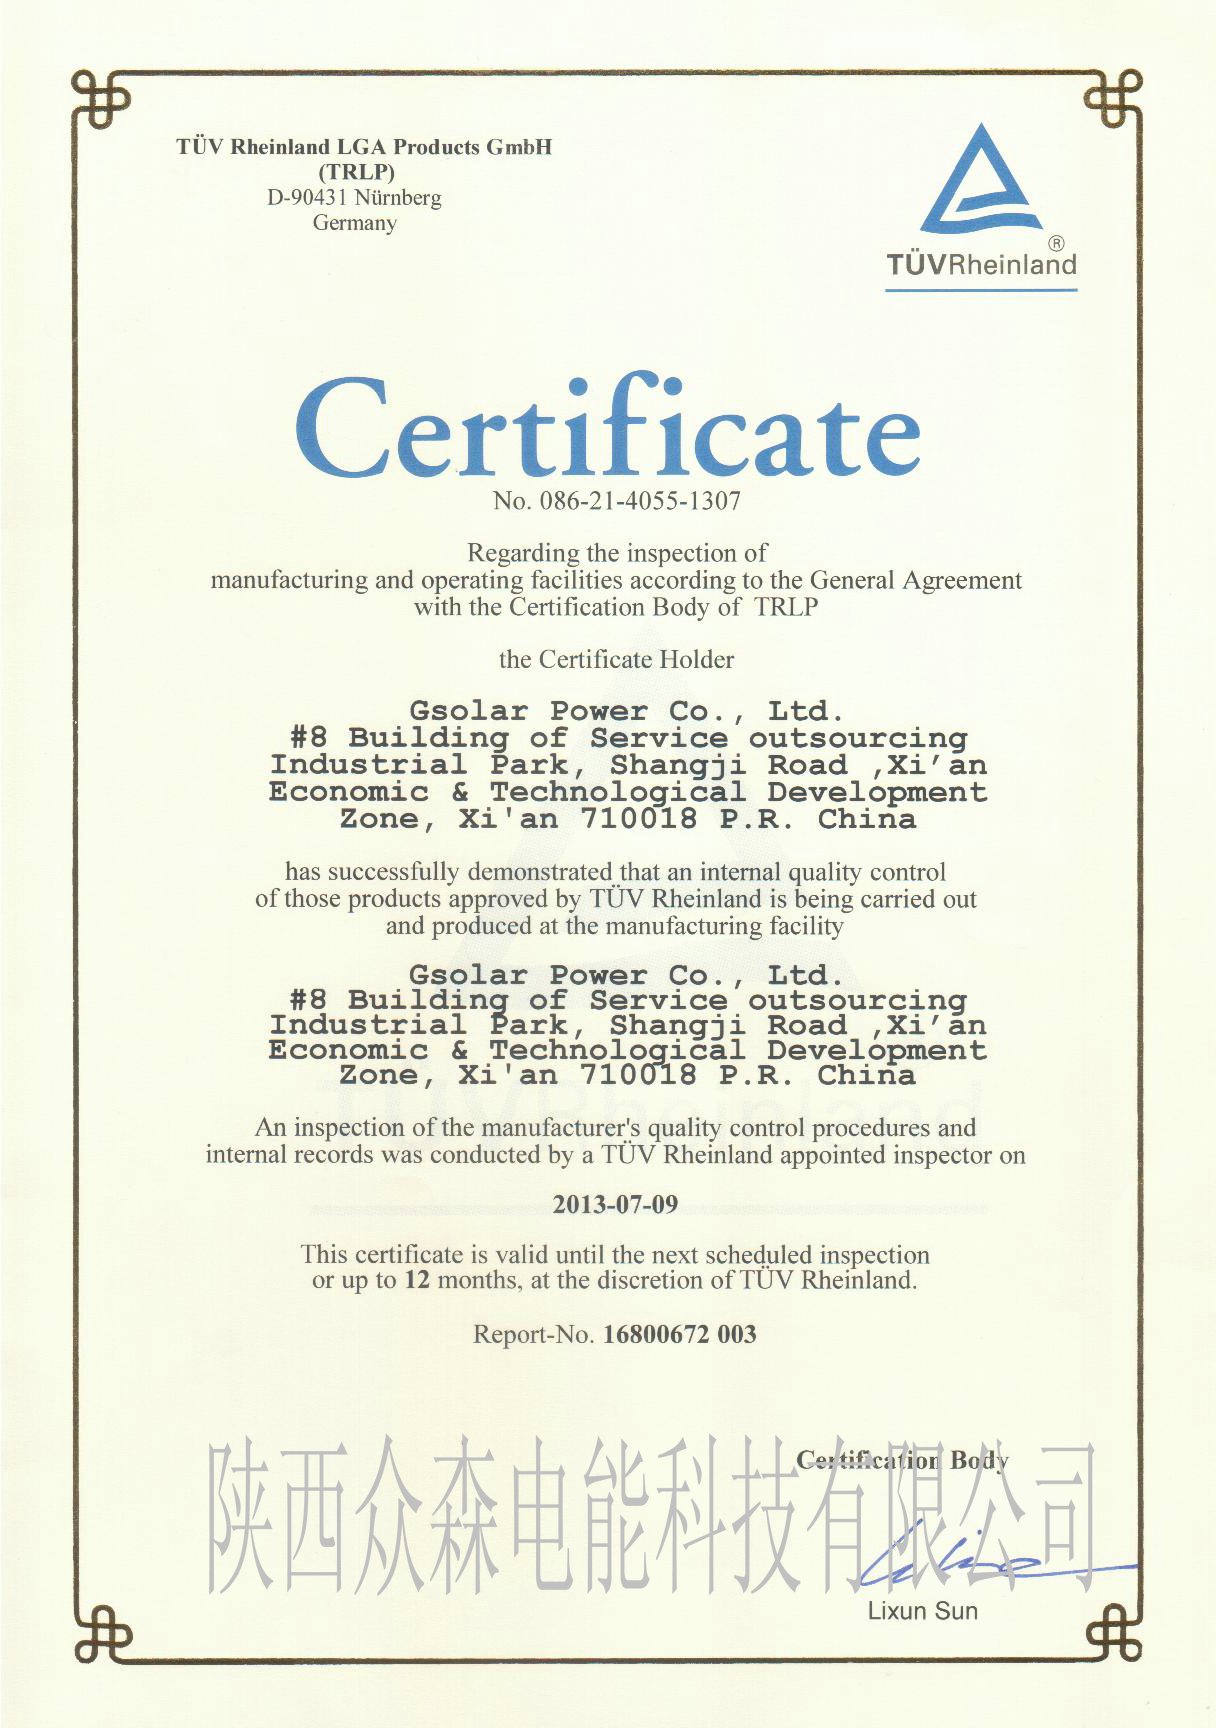 TÜV Rheinland LGA Products GmbH
(TRLP)
D-90431 Nürnberg
Germany
®
TÜVRheinland
Certificate
No. 086-21-4055-1307
Regarding the inspection of
manufacturing and operating facilities according to the General Agreement
with the Certification Body of TRLP
the Certificate Holder
Gsolar Power Co., Ltd.
#8 Building of Service outsourcing
Industrial Park, Shangji Road ,Xi’an
Economic & Technological Development
Zone, Xi'an 710018 P.R. China
has successfully demonstrated that an internal quality control
of those products approved by TÜV Rheinland is being carried out
and produced at the manufacturing facility
Gsolar Power Co., Ltd.
#8 Building of Service outsourcing
Industrial Park, Shangji Road ,Xi’an
Economic & Technological Development
Zone, Xi'an 710018 P.R. China
TÜVRheinland
An inspection of the manufacturer's quality control procedures and
internal records was conducted by a TÜV Rheinland appointed inspector on
2013-07-09
This certificate is valid until the next scheduled inspection
or up to 12 months, at the discretion of TÜV Rheinland.
Report-No. 16800672 003
Certification Body
陕西众森电能科技有限公司
Lixun Sun